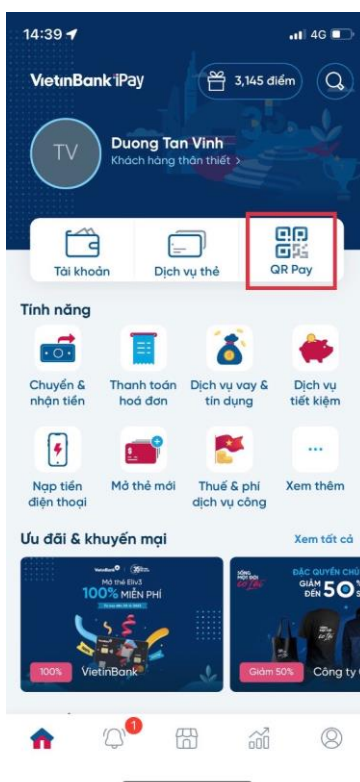 14:39
4G
VietinBank iPay
3,145 điểm
TV
Duong Tan Vinh
Khách hàng thân thiết >
Tài khoản
Dịch vụ thẻ
QR Pay
Tính năng
Chuyển &
nhận tiền
Thanh toán
hoá đơn
Dịch vụ vay &
tín dụng
Dịch vụ
tiết kiệm
Nạp tiền
điện thoại
Mở thẻ mới
Thuế & phí
dịch vụ công
Xem thêm
Ưu đãi & khuyến mại
Xem tất cả
VietinBank
Mở thẻ Eliv3
100% MIỄN PHÍ
100%
VietinBank
ĐẶC QUYỀN CH
GIẢM
ĐẾN 50%
Giảm 50%
Công ty
1